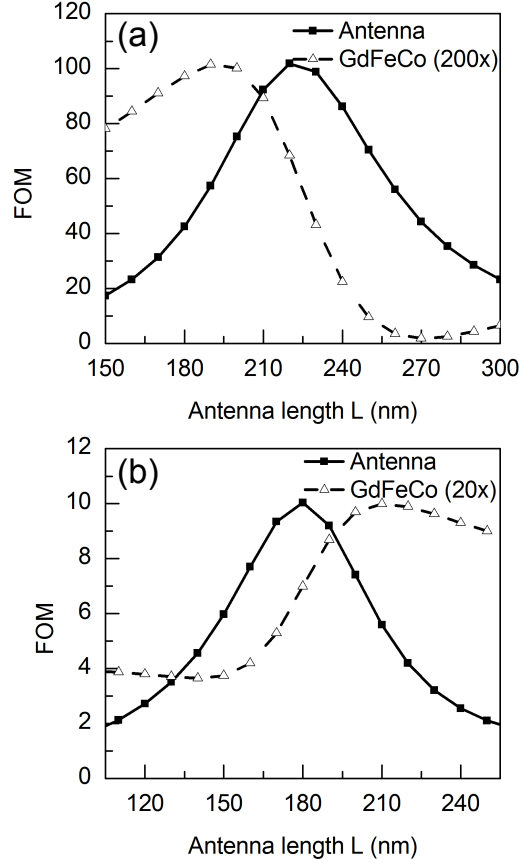 (a)
Antenna
GdFeCo (200x)
FOM
120
100
80
60
40
20
0
150 180 210 240 270 300
Antenna length L (nm)
(b)
Antenna
GdFeCo (20x)
FOM
12
10
8
6
4
2
0
120 150 180 210 240
Antenna length L (nm)